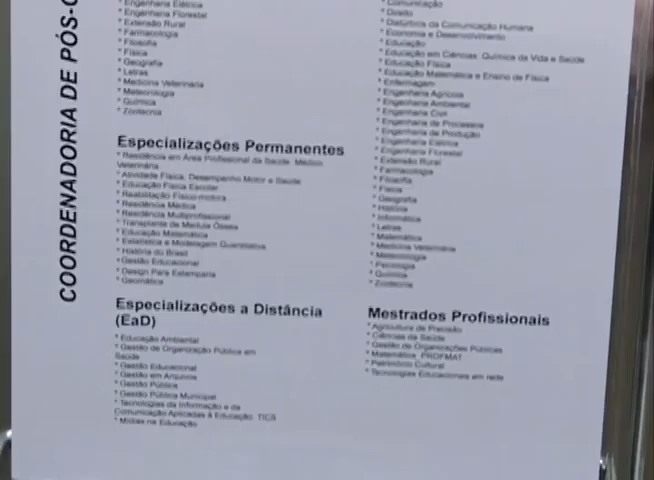 COORDENADORIA DE PÓS-
* Engenharia Elétrica
* Engenharia Florestal
* Extensão Rural
* Farmacologia
* Filosofia
* Física
* Geografia
* Letras
* Medicina Veterinária
* Meteorologia
* Química
* Zootecnia
Especializações Permanentes
* Residência em Área Profissional da Saúde Médico
Veterinária
* Atividade Física, Desempenho Motor e Saúde
* Educação Física Escolar
* Reabilitação Físico-motora
* Residência Médica
* Residência Multiprofissional
* Transplante de Medula Óssea
* Educação Matemática
* Estatística e Modelagem Quantitativa
* História do Brasil
* Gestão Educacional
* Design Para Estamparia
* Geomática
Especializações a Distância
(EaD)
* Educação Ambiental
* Gestão de Organização Pública em
Saúde
* Gestão Educacional
* Gestão em Arquivos
* Gestão Pública
* Gestão Pública Municipal
* Tecnologias da Informação e da
Comunicação Aplicadas à Educação TICS
* Mídias na Educação
* Comunicação
* Direito
* Distúrbios da Comunicação Humana
* Economia e Desenvolvimento
* Educação
* Educação em Ciências Química da Vida e Saúde
* Educação Física
* Educação Matemática e Ensino de Física
* Enfermagem
* Engenharia Agrícola
* Engenharia Ambiental
* Engenharia Civil
* Engenharia de Processos
* Engenharia de Produção
* Engenharia Elétrica
* Engenharia Florestal
* Extensão Rural
* Farmacologia
* Filosofia
* Física
* Geografia
* História
* Informática
* Letras
* Matemática
* Medicina Veterinária
* Meteorologia
* Psicologia
* Química
* Zootecnia
Mestrados Profissionais
* Agricultura de Precisão
* Ciências da Saúde
* Gestão de Organizações Públicas
* Matemática PROFMAT
* Patrimônio Cultural
* Tecnologias Educacionais em rede